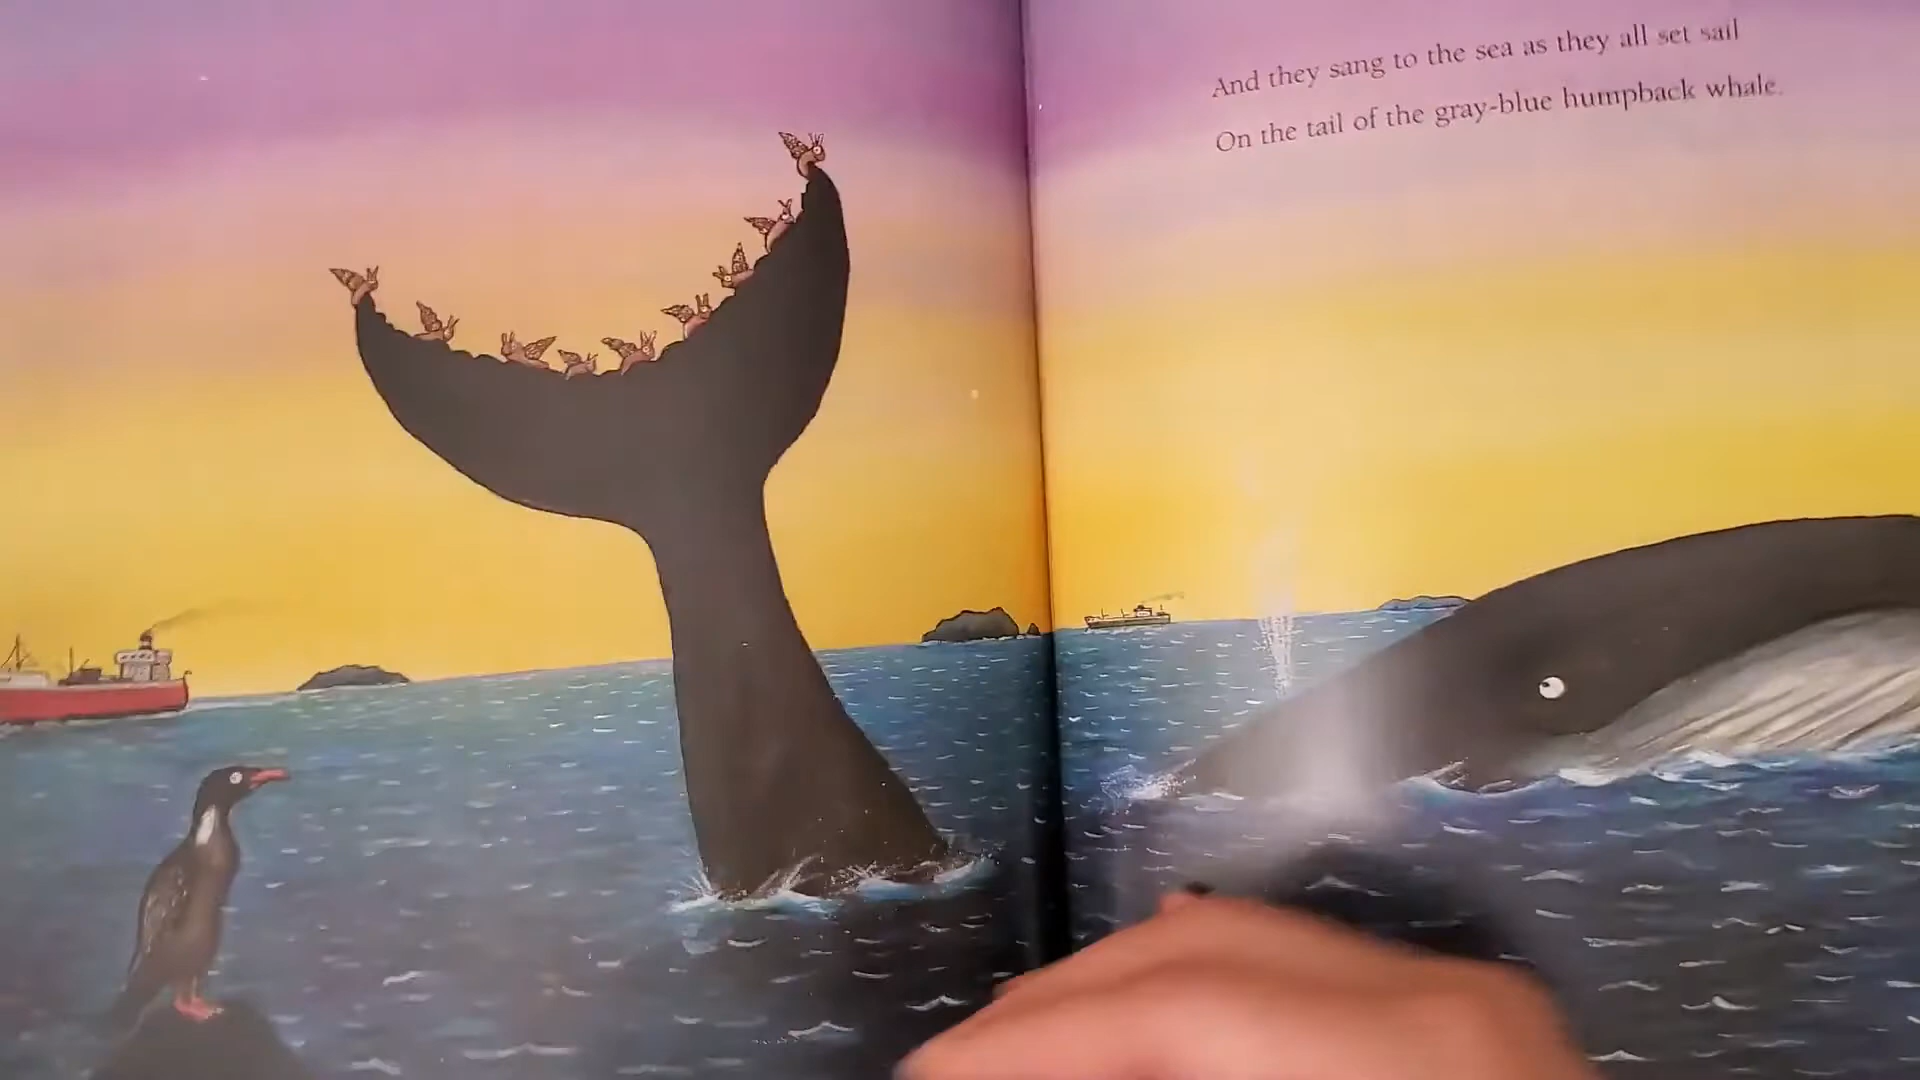 And they sang to the sea as they all set sail
On the tail of the gray-blue humpback whale.